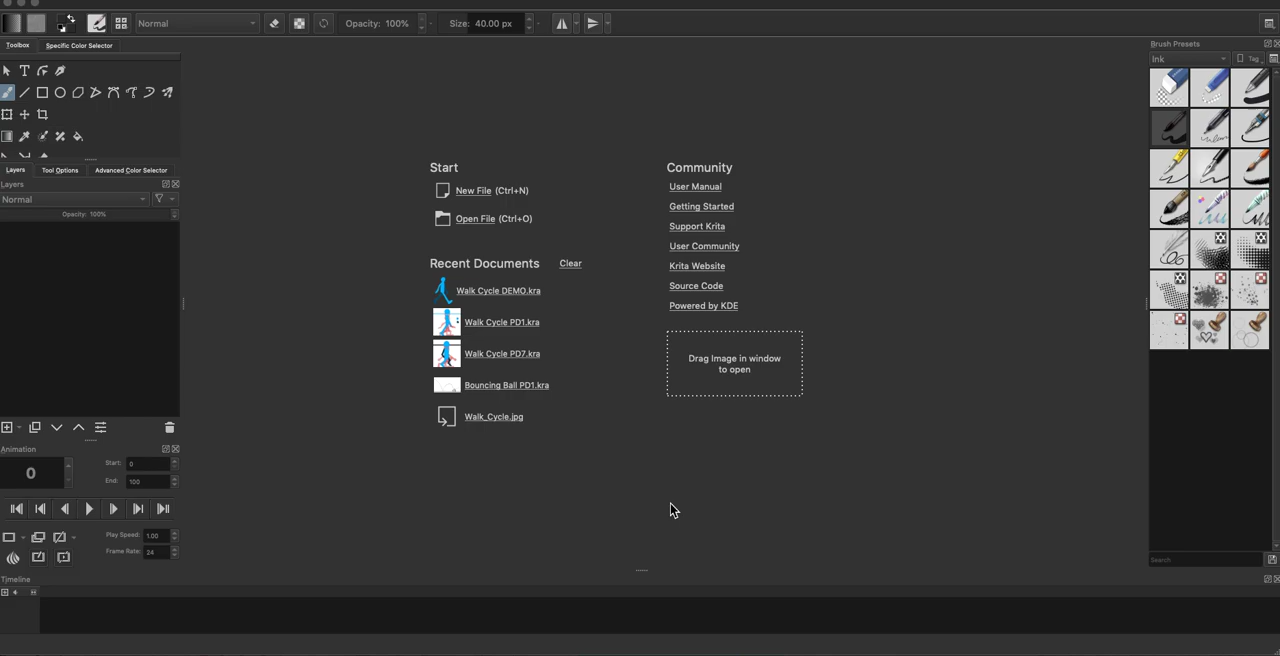 Normal
Opacity: 100%
Size: 40.00 px
Toolbox
Specific Color Selector
Brush Presets
Ink
Tag
Layers
Tool Options
Advanced Color Selector
Layers
Normal
Opacity: 100%
Start
New File (Ctrl+N)
Open File (Ctrl+O)
Recent Documents
Clear
Walk Cycle DEMO.kra
Walk Cycle PD1.kra
Walk Cycle PD7.kra
Bouncing Ball PD1.kra
Walk_Cycle.jpg
Community
User Manual
Getting Started
Support Krita
User Community
Krita Website
Source Code
Powered by KDE
Drag Image in window
to open
Animation
0
Start: 0
End: 100
Play Speed: 1.00
Frame Rate: 24
Search
Timeline